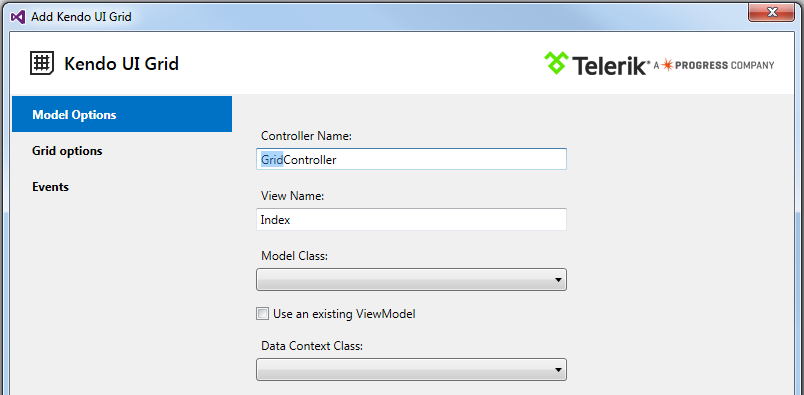 Add Kendo UI Grid
Kendo UI Grid
Telerik® A PROGRESS COMPANY
Model Options
Grid options
Events
Controller Name:
GridController
View Name:
Index
Model Class:
Use an existing ViewModel
Data Context Class: